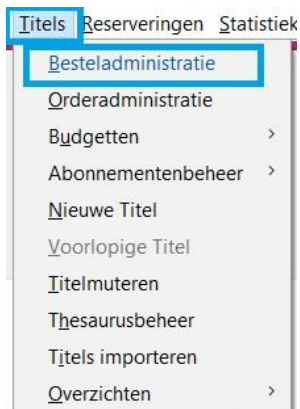 Titels Reserveringen Statistiek
Besteladministratie
Orderadministratie
Budgetten
Abonnementenbeheer
Nieuwe Titel
Voorlopige Titel
Titelmuteren
Thesaurusbeheer
Titels importeren
Overzichten